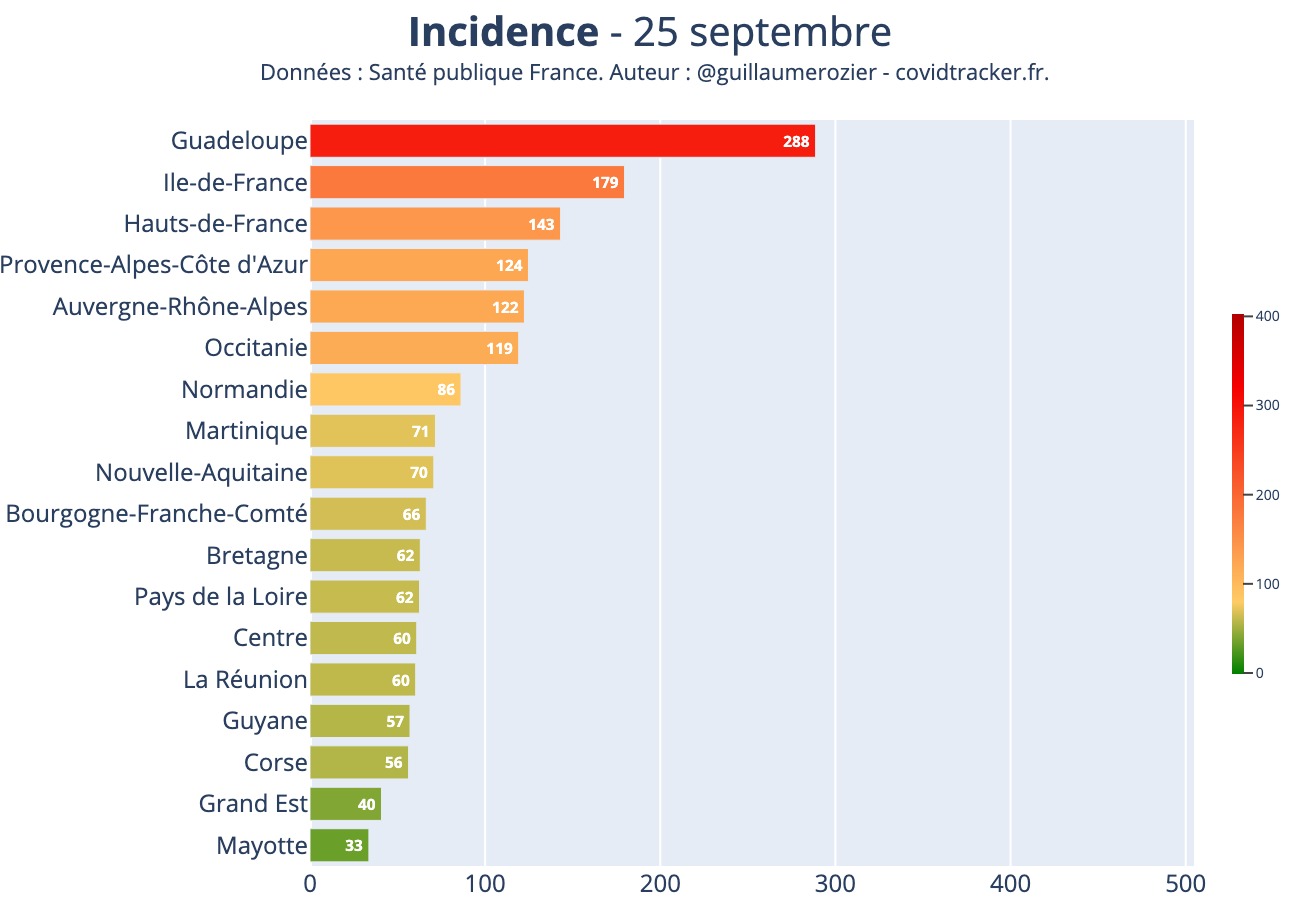 Incidence - 25 septembre
Données : Santé publique France. Auteur : @guillaumerozier - covidtracker.fr.
Guadeloupe 288
Ile-de-France 179
Hauts-de-France 143
Provence-Alpes-Côte d'Azur 124
Auvergne-Rhône-Alpes 122
Occitanie 119
Normandie 86
Martinique 71
Nouvelle-Aquitaine 70
Bourgogne-Franche-Comté 66
Bretagne 62
Pays de la Loire 62
Centre 60
La Réunion 60
Guyane 57
Corse 56
Grand Est 40
Mayotte 33
0 100 200 300 400 500
400
300
200
100
0